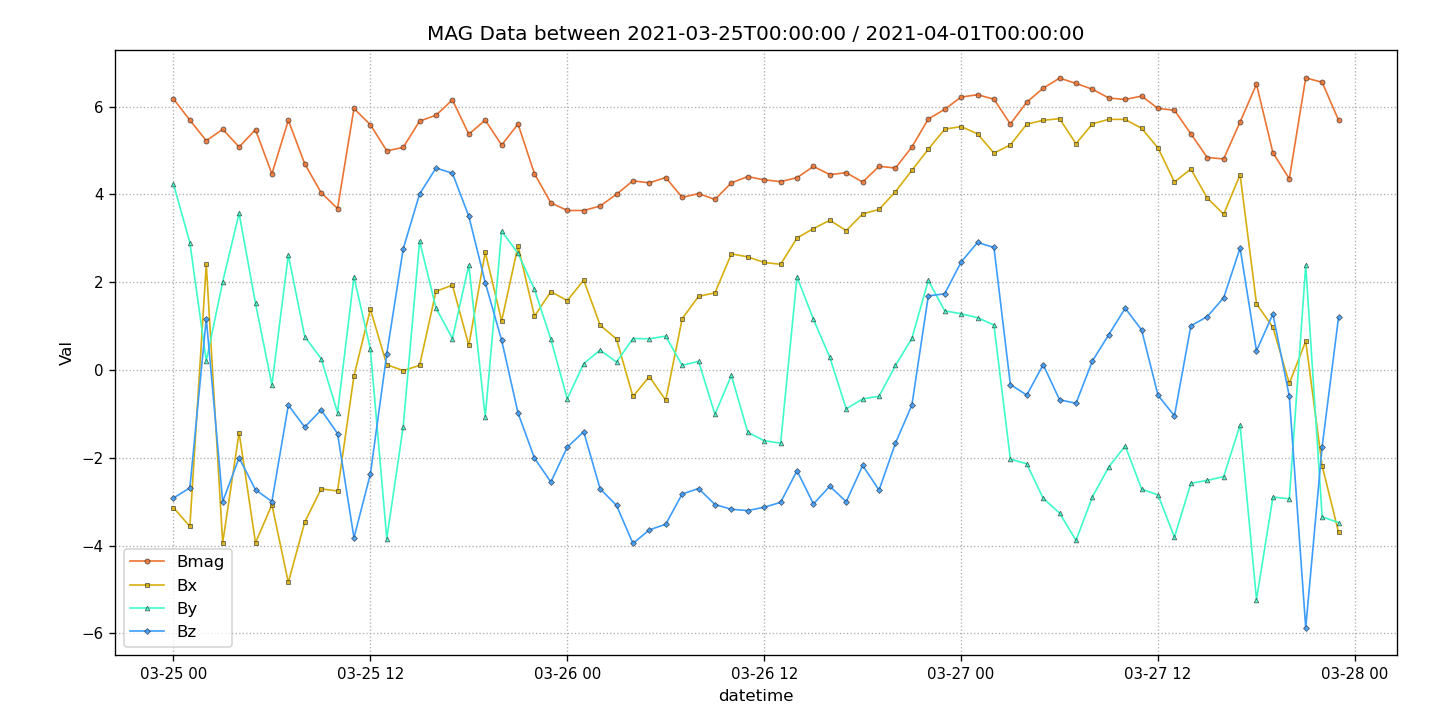 MAG Data between 2021-03-25T00:00:00 / 2021-04-01T00:00:00
Val
6
4
2
0
−2
−4
−6
Bmag
Bx
By
Bz
03-25 00
03-25 12
03-26 00
03-26 12
03-27 00
03-27 12
03-28 00
datetime